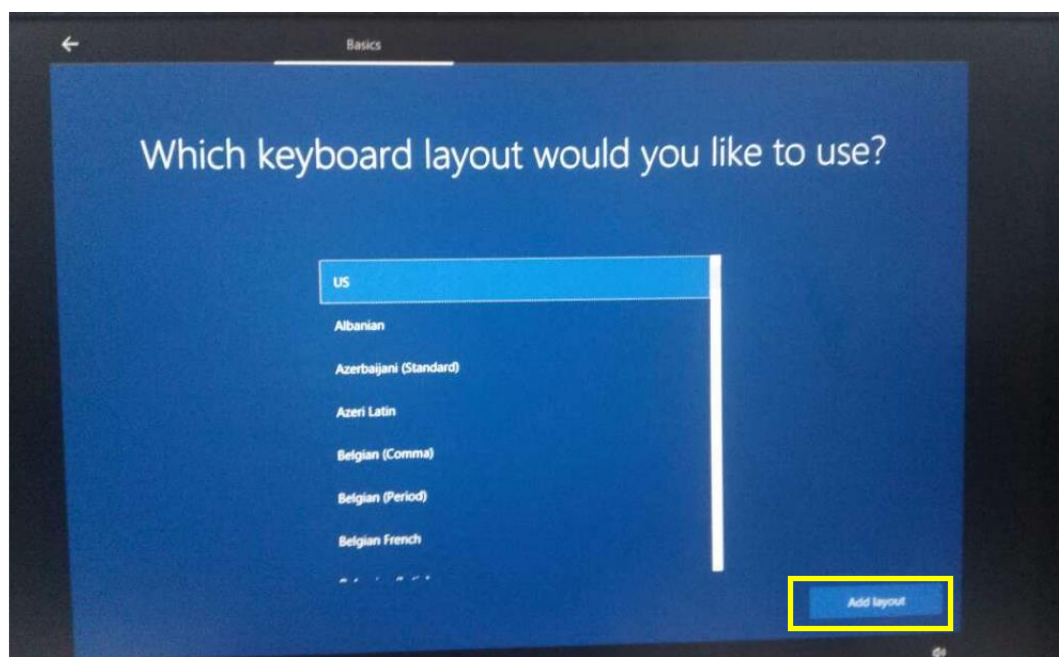 Basics
Which keyboard layout would you like to use?
US
Albanian
Azerbaijani (Standard)
Azeri Latin
Belgian (Comma)
Belgian (Period)
Belgian French
Add layout